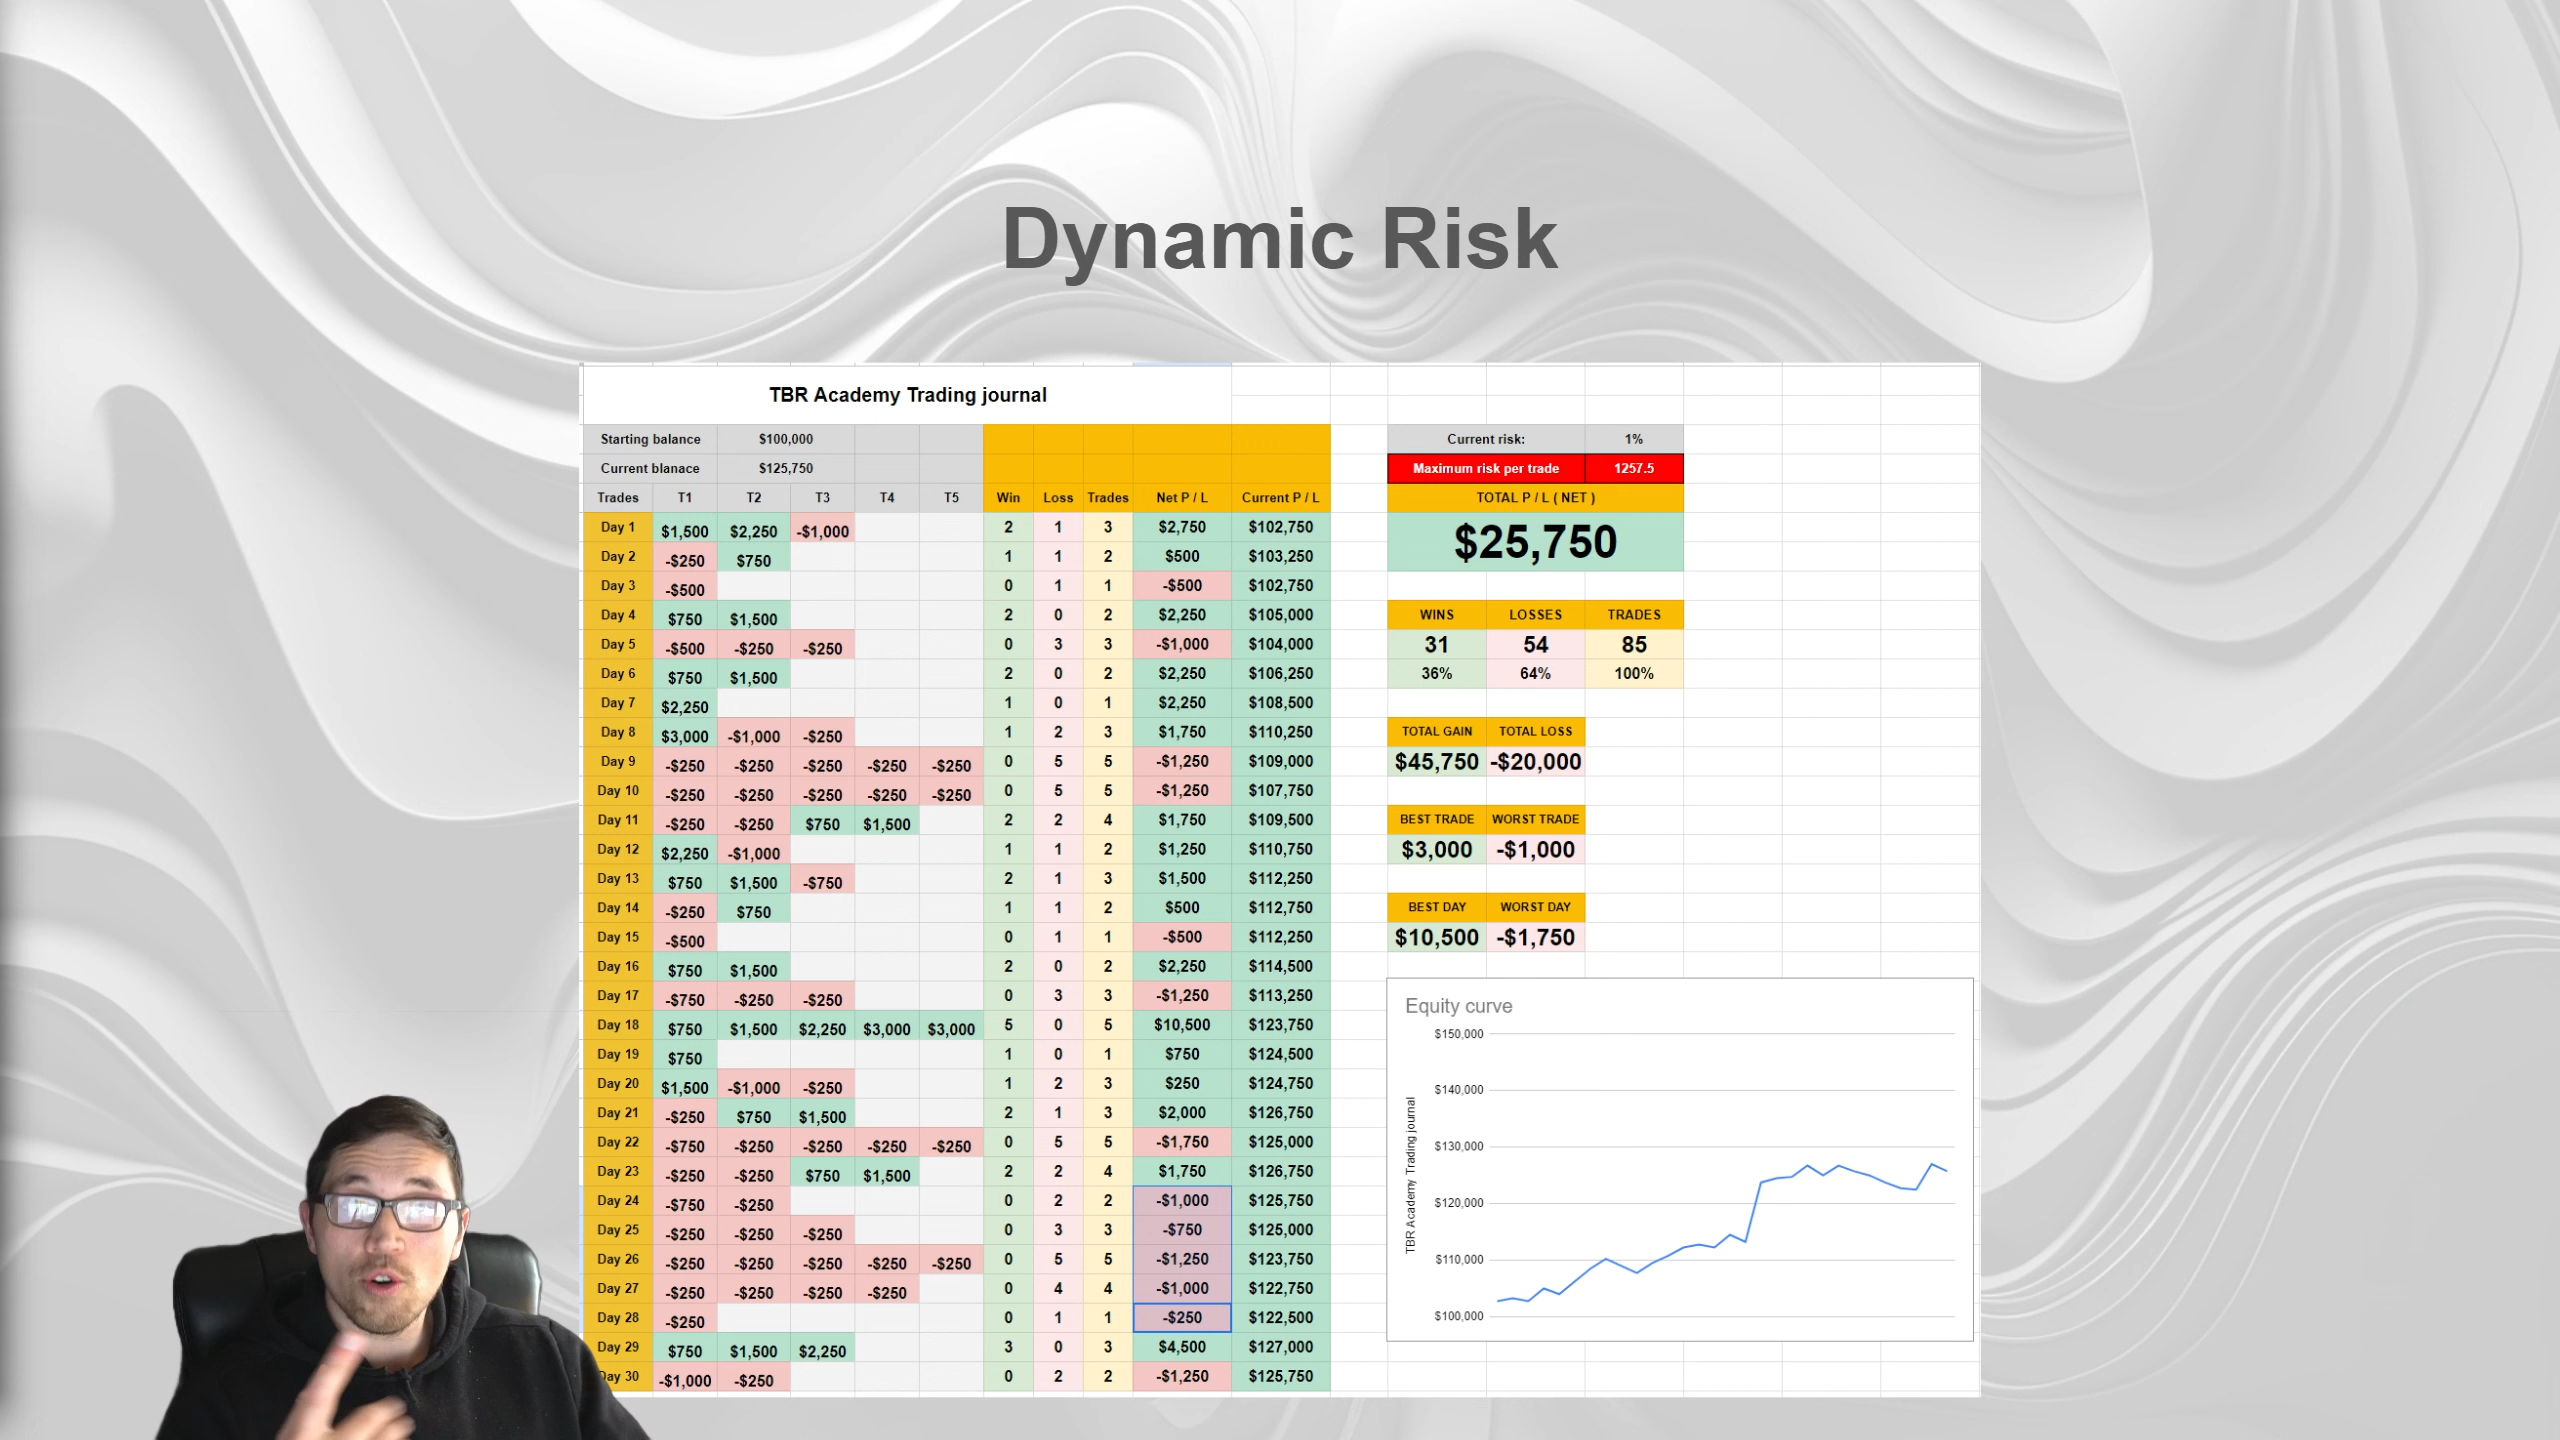 Dynamic Risk
TBR Academy Trading journal
Starting balance $100,000
Current blanace $125,750
Trades T1 T2 T3 T4 T5 Win Loss Trades Net P / L Current P / L
Day 1 $1,500 $2,250 -$1,000 2 1 3 $2,750 $102,750
Day 2 -$250 $750 1 1 2 $500 $103,250
Day 3 -$500 0 1 1 -$500 $102,750
Day 4 $750 $1,500 2 0 2 $2,250 $105,000
Day 5 -$500 -$250 -$250 0 3 3 -$1,000 $104,000
Day 6 $750 $1,500 2 0 2 $2,250 $106,250
Day 7 $2,250 1 0 1 $2,250 $108,500
Day 8 $3,000 -$1,000 -$250 1 2 3 $1,750 $110,250
Day 9 -$250 -$250 -$250 -$250 -$250 0 5 5 -$1,250 $109,000
Day 10 -$250 -$250 -$250 -$250 -$250 0 5 5 -$1,250 $107,750
Day 11 -$250 -$250 $750 $1,500 2 2 4 $1,750 $109,500
Day 12 $2,250 -$1,000 1 1 2 $1,250 $110,750
Day 13 $750 $1,500 -$750 2 1 3 $1,500 $112,250
Day 14 -$250 $750 1 1 2 $500 $112,750
Day 15 -$500 0 1 1 -$500 $112,250
Day 16 $750 $1,500 2 0 2 $2,250 $114,500
Day 17 -$750 -$250 -$250 0 3 3 -$1,250 $113,250
Day 18 $750 $1,500 $2,250 $3,000 $3,000 5 0 5 $10,500 $123,750
Day 19 $750 1 0 1 $750 $124,500
Day 20 $1,500 -$1,000 -$250 1 2 3 $250 $124,750
Day 21 -$250 $750 $1,500 2 1 3 $2,000 $126,750
Day 22 -$750 -$250 -$250 -$250 -$250 0 5 5 -$1,750 $125,000
Day 23 -$250 -$250 $750 $1,500 2 2 4 $1,750 $126,750
Day 24 -$750 -$250 0 2 2 -$1,000 $125,750
Day 25 -$250 -$250 -$250 0 3 3 -$750 $125,000
Day 26 -$250 -$250 -$250 -$250 -$250 0 5 5 -$1,250 $123,750
Day 27 -$250 -$250 -$250 -$250 0 4 4 -$1,000 $122,750
Day 28 -$250 0 1 1 -$250 $122,500
Day 29 $750 $1,500 $2,250 3 0 3 $4,500 $127,000
Day 30 -$1,000 -$250 0 2 2 -$1,250 $125,750
Current risk: 1%
Maximum risk per trade 1257.5
TOTAL P / L ( NET )
$25,750
WINS LOSSES TRADES
31 54 85
36% 64% 100%
TOTAL GAIN TOTAL LOSS
$45,750 -$20,000
BEST TRADE WORST TRADE
$3,000 -$1,000
BEST DAY WORST DAY
$10,500 -$1,750
Equity curve
TBR Academy Trading journal
$150,000
$140,000
$130,000
$120,000
$110,000
$100,000